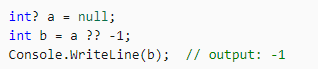 int? a = null;
int b = a ?? -1;
Console.WriteLine(b);  // output: -1